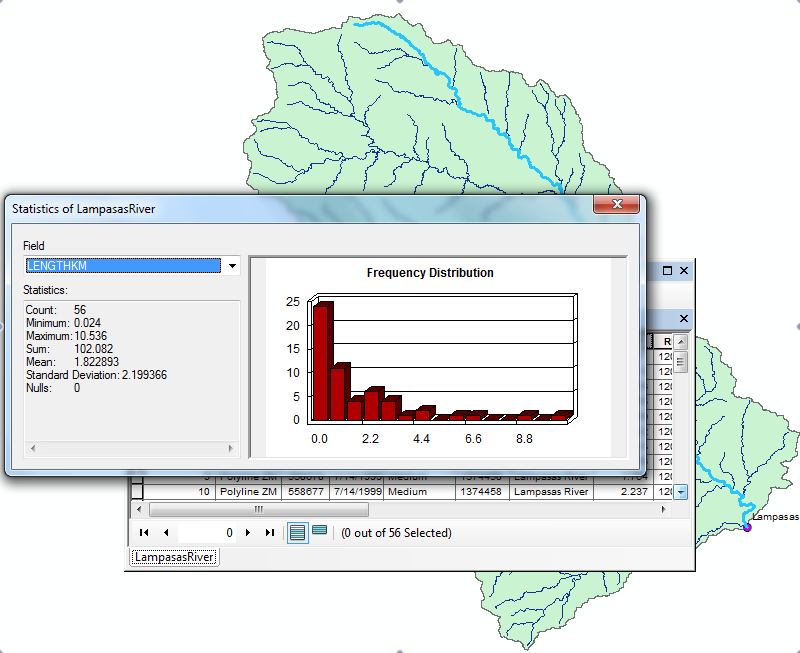 Statistics of LampasasRiver
Field
LENGTHKM
Statistics:
Count: 56
Minimum: 0.024
Maximum: 10.536
Sum: 102.082
Mean: 1.822893
Standard Deviation: 2.199366
Nulls: 0
Frequency Distribution
25
20
15
10
5
0
0.0 2.2 4.4 6.6 8.8
R
120
120
120
120
120
120
120
120
Polyline ZM 558678 7/14/1999 Medium 1374458 Lampasas River 120
10 Polyline ZM 558677 7/14/1999 Medium 1374458 Lampasas River 2.237 120
0 (0 out of 56 Selected)
LampasasRiver
Lampasas